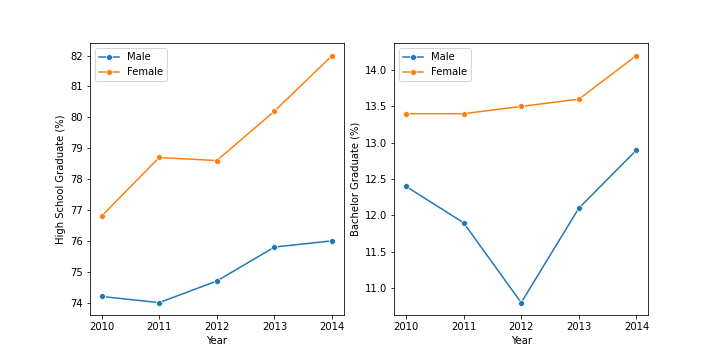 Male
Female
82
81
80
79
78
77
76
75
74
High School Graduate (%)
2010 2011 2012 2013 2014
Year
Male
Female
14.0
13.5
13.0
12.5
12.0
11.5
11.0
Bachelor Graduate (%)
2010 2011 2012 2013 2014
Year